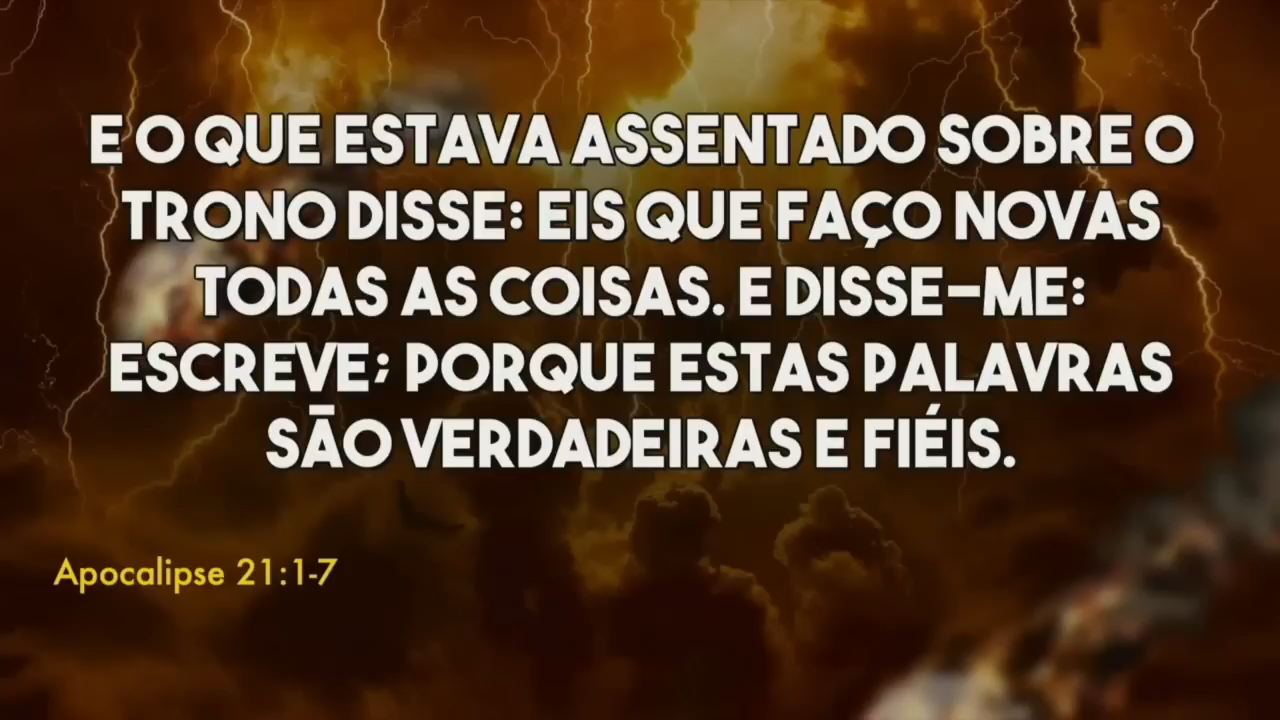 E O QUE ESTAVA ASSENTADO SOBRE O
TRONO DISSE: EIS QUE FAÇO NOVAS
TODAS AS COISAS. E DISSE-ME:
ESCREVE; PORQUE ESTAS PALAVRAS
SÃO VERDADEIRAS E FIÉIS.
Apocalipse 21:1-7